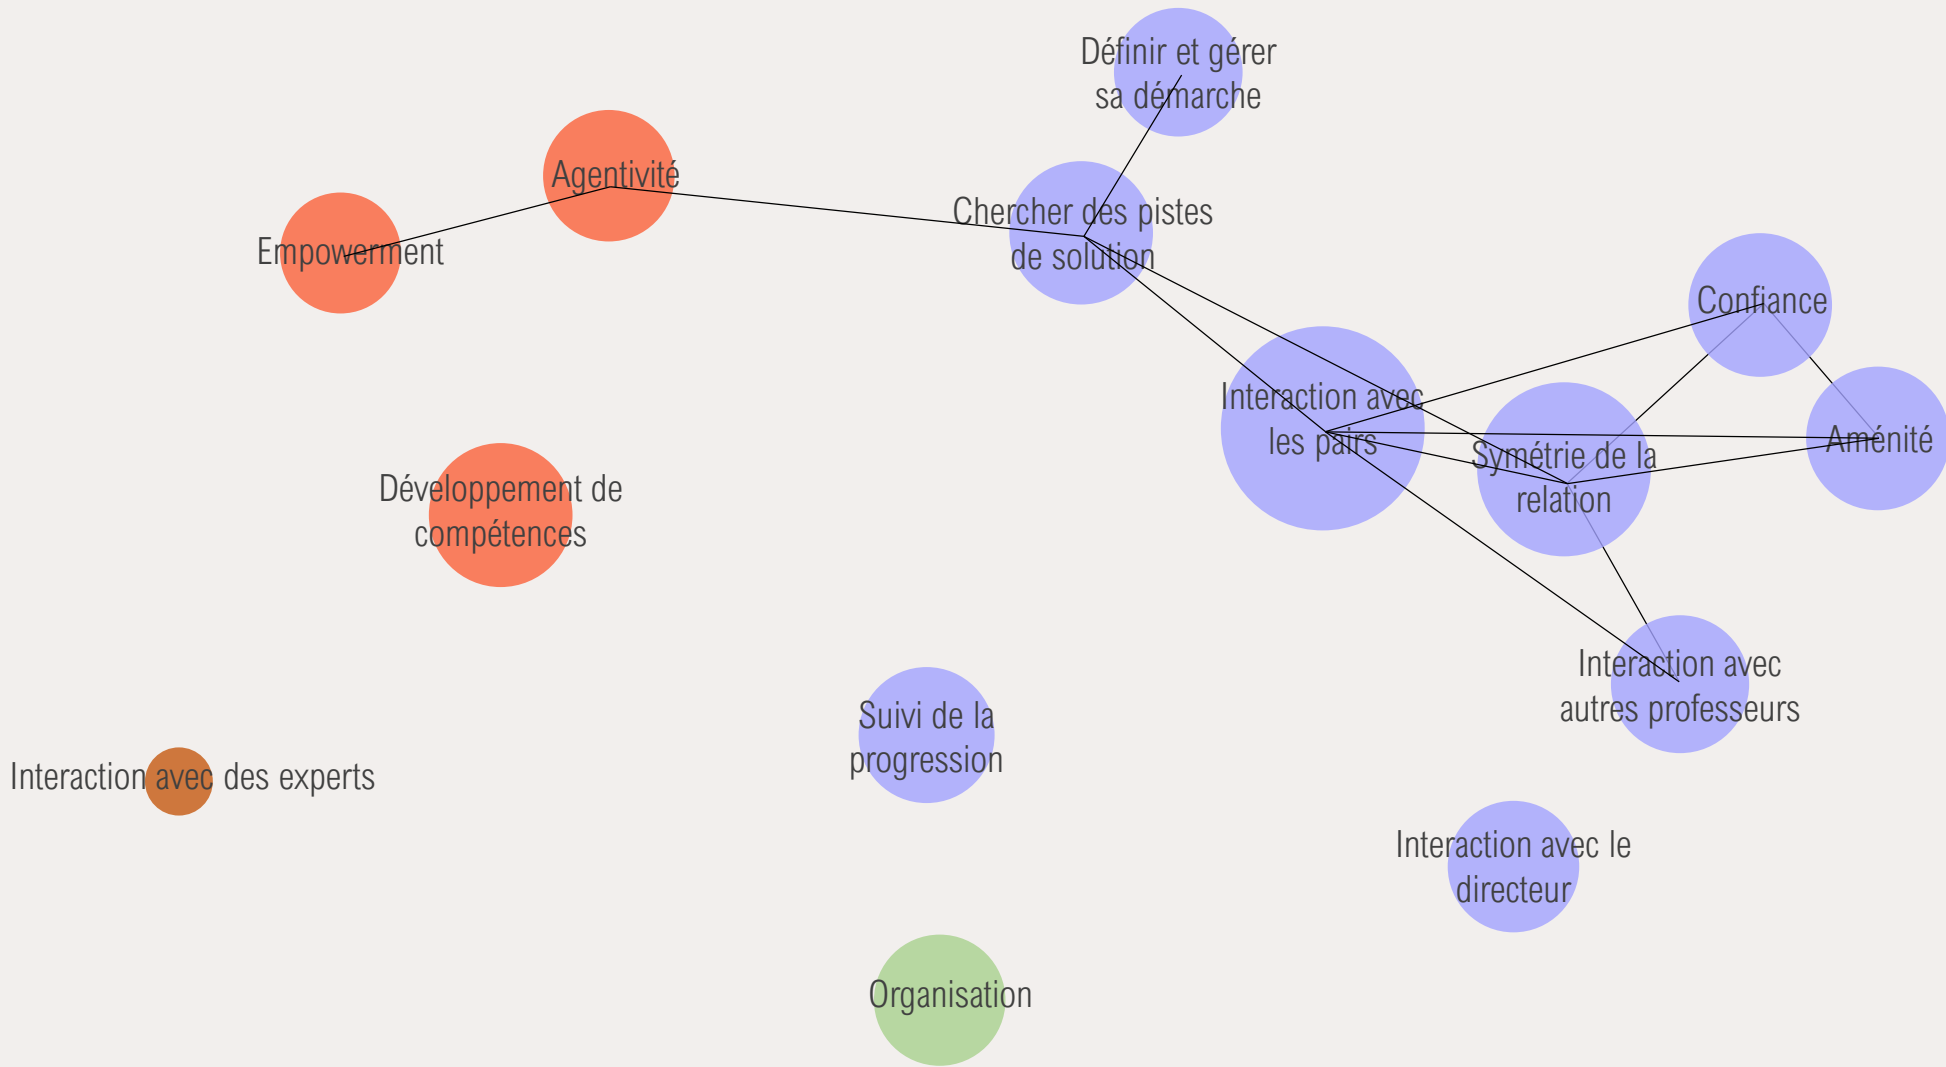 Définir et gérer
sa démarche
Agentivité
Chercher des pistes
de solution
Empowerment
Confiance
Interaction avec
les pairs
Aménité
Symétrie de la
relation
Développement de
compétences
Interaction avec
autres professeurs
Suivi de la
progression
Interaction avec des experts
Interaction avec le
directeur
Organisation